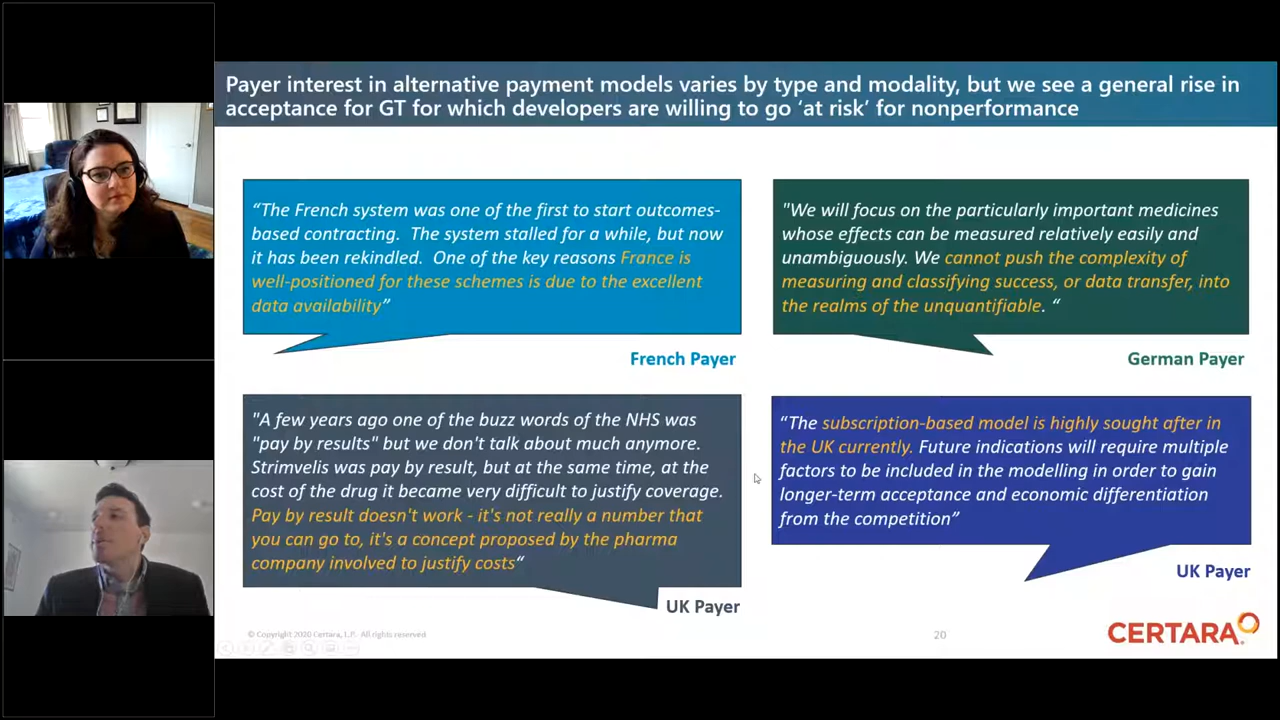 Payer interest in alternative payment models varies by type and modality, but we see a general rise in
acceptance for GT for which developers are willing to go ‘at risk’ for nonperformance
“The French system was one of the first to start outcomes-
based contracting.  The system stalled for a while, but now
it has been rekindled.  One of the key reasons France is
well-positioned for these schemes is due to the excellent
data availability”
French Payer
"We will focus on the particularly important medicines
whose effects can be measured relatively easily and
unambiguously. We cannot push the complexity of
measuring and classifying success, or data transfer, into
the realms of the unquantifiable. “
German Payer
"A few years ago one of the buzz words of the NHS was
"pay by results" but we don't talk about much anymore.
Strimvelis was pay by result, but at the same time, at the
cost of the drug it became very difficult to justify coverage.
Pay by result doesn't work - it's not really a number that
you can go to, it's a concept proposed by the pharma
company involved to justify costs“
UK Payer
“The subscription-based model is highly sought after in
the UK currently. Future indications will require multiple
factors to be included in the modelling in order to gain
longer-term acceptance and economic differentiation
from the competition”
UK Payer
© Copyright 2020 Certara, L.P. All rights reserved
20
CERTARA